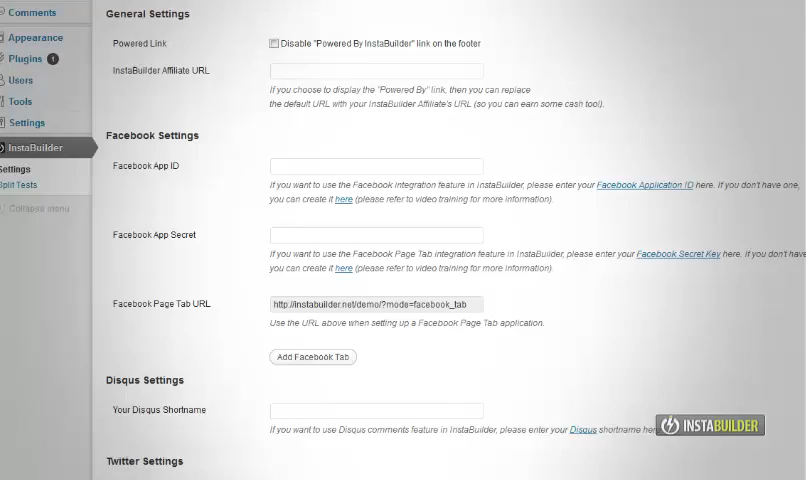 Comments
Appearance
Plugins 1
Users
Tools
Settings
InstaBuilder
Settings
Split Tests
Collapse menu
General Settings
Powered Link
Disable "Powered By InstaBuilder" link on the footer
InstaBuilder Affiliate URL
If you choose to display the "Powered By" link, then you can replace
the default URL with your InstaBuilder Affiliate's URL (so you can earn some cash too!).
Facebook Settings
Facebook App ID
If you want to use the Facebook integration feature in InstaBuilder, please enter your Facebook Application ID here. If you don't have one,
you can create it here (please refer to video training for more information).
Facebook App Secret
If you want to use the Facebook Page Tab integration feature in InstaBuilder, please enter your Facebook Secret Key here. If you don't have
you can create it here (please refer to video training for more information).
Facebook Page Tab URL
http://instabuilder.net/demo/?mode=facebook_tab
Use the URL above when setting up a Facebook Page Tab application.
Add Facebook Tab
Disqus Settings
Your Disqus Shortname
If you want to use Disqus comments feature in InstaBuilder, please enter your Disqus shortname here
INSTABUILDER
Twitter Settings